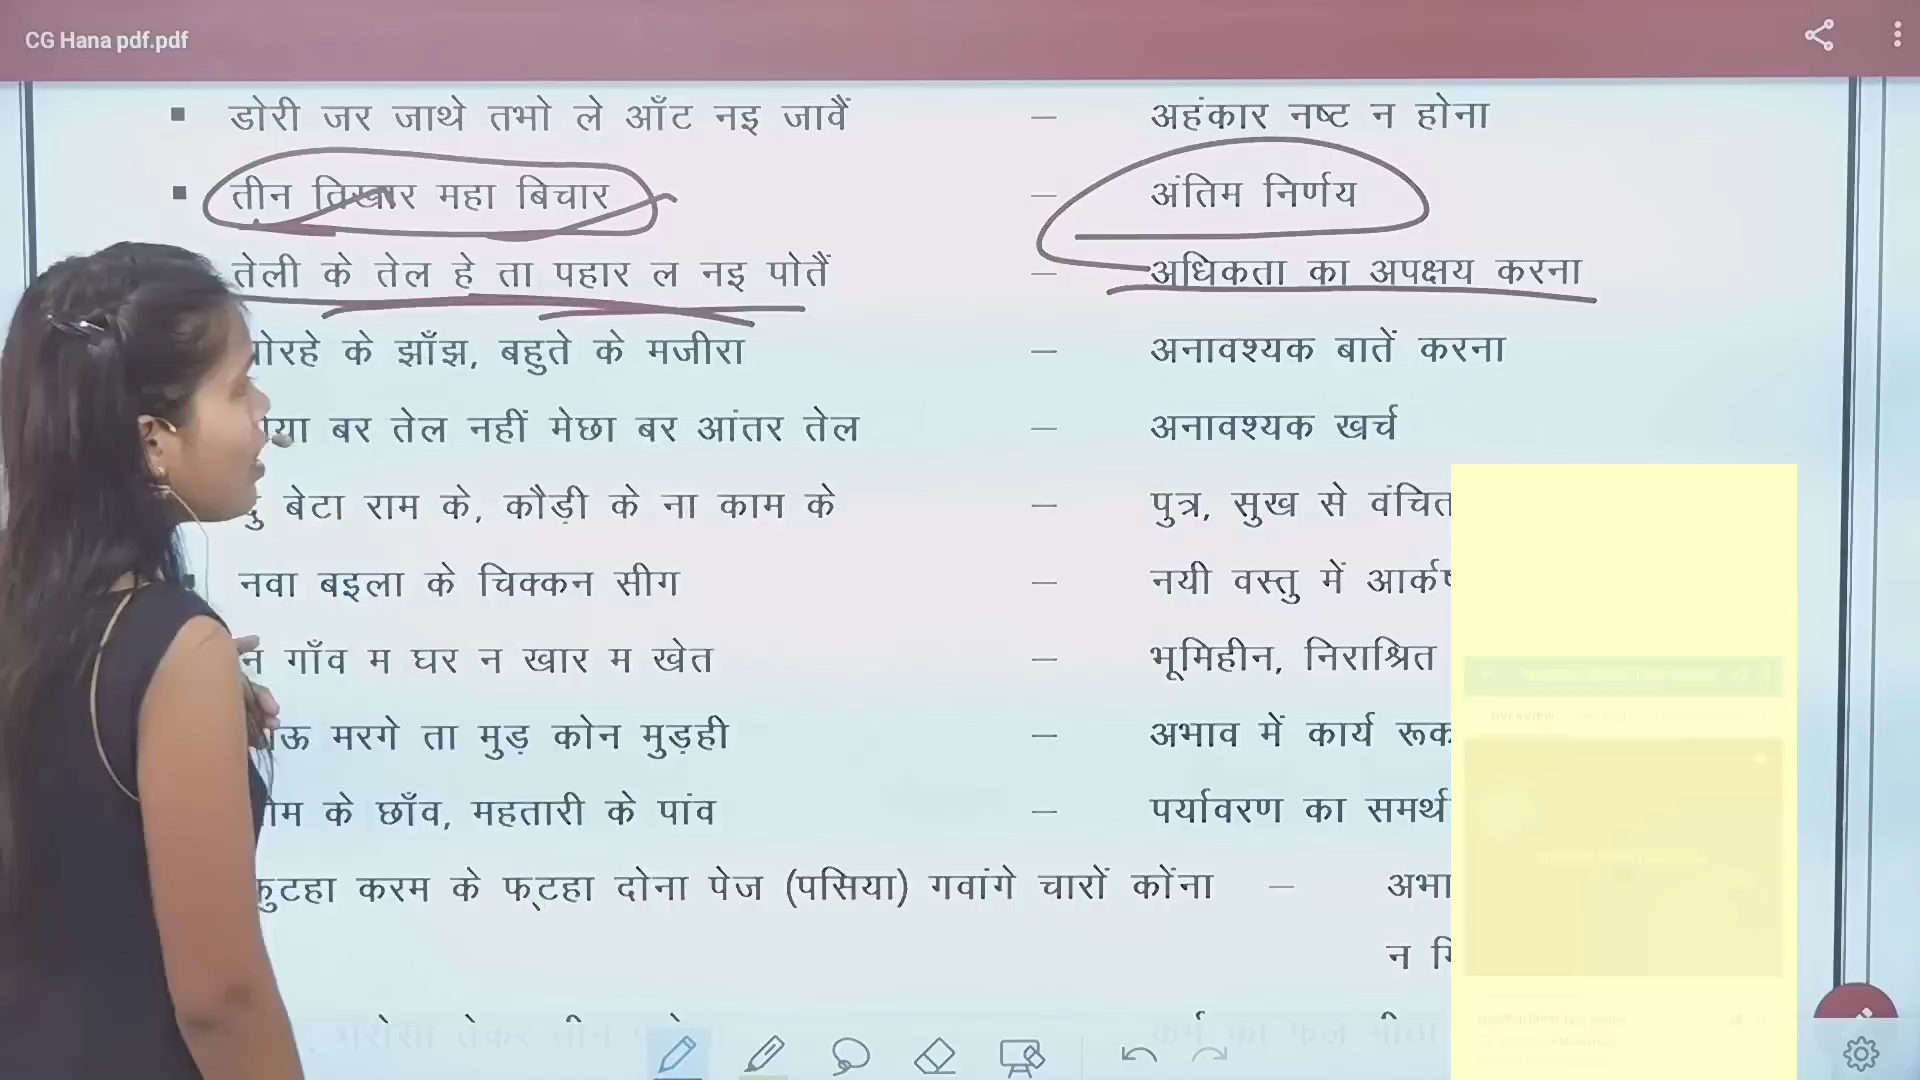 CG Hana pdf.pdf
डोरी जर जाथे तभो ले आँट नइ जावैं – अहंकार नष्ट न होना
तीन तिखार महा बिचार – अंतिम निर्णय
तेली के तेल हे ता पहार ल नइ पोतैं – अधिकता का अपक्षय करना
के झाँझ, बहुते के मजीरा – अनावश्यक बातें करना
बर तेल नहीं मेछा बर आंतर तेल – अनावश्यक खर्च
बेटा राम के, कौड़ी के ना काम के – पुत्र, सुख से वंचित
नवा बइला के चिक्कन सीग – नयी वस्तु में
न गाँव म घर न खार म खेत – भूमिहीन, निराश्रित
मरगे ता मुड़ कोन मुड़ही – अभाव में कार्य
के छाँव, महतारी के पांव – पर्यावरण का
करम के फुटहा दोना पेज (पसिया) गवांगे चारों कोंना –
न